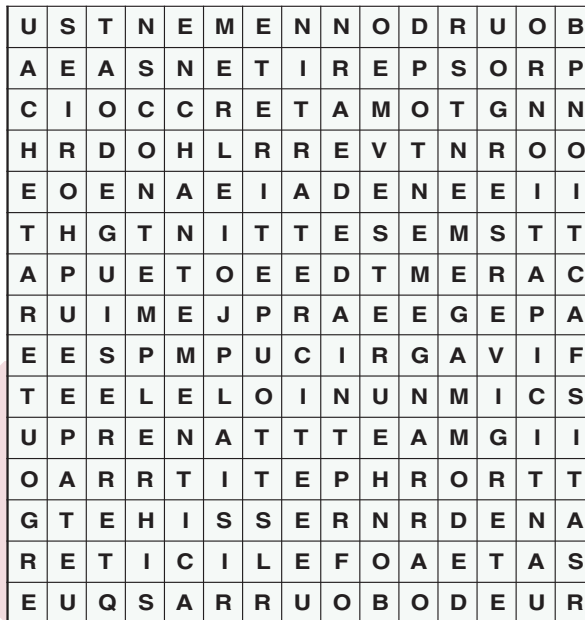 U S T N E M E N N O D R U O B
A E A S N E T I R E P S O R P
C I O C C R E T A M O T G N N
H R D O H L R R E V T N R O O
E O E N A E I A D E N E E I I
T H G T N I T T E S E M S T T
A P U E T O E E D T M E R A C
R U I M E J P R A E E G E P A
E E S P M P U C I R G A V I F
T E E L E L O I N U N M I C S
U P R E N A T T T E A M G I I
O A R R T I T E P H R O R T T
G T E H I S S E R N R D E N A
R E T I C I L E F O A E T A S
E U Q S A R R U O B O D E U R